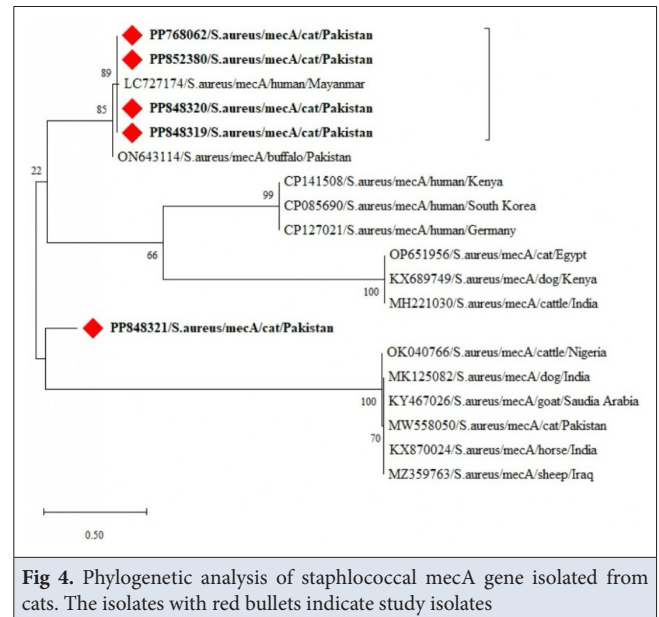 PP768062/S.aureus/mecA/cat/Pakistan
PP852380/S.aureus/mecA/cat/Pakistan
89
LC727174/S.aureus/mecA/human/Mayanmar
85
PP848320/S.aureus/mecA/cat/Pakistan
PP848319/S.aureus/mecA/cat/Pakistan
ON643114/S.aureus/mecA/buffalo/Pakistan
22
CP141508/S.aureus/mecA/human/Kenya
99
CP085690/S.aureus/mecA/human/South Korea
CP127021/S.aureus/mecA/human/Germany
66
OP651956/S.aureus/mecA/cat/Egypt
KX689749/S.aureus/mecA/dog/Kenya
100
MH221030/S.aureus/mecA/cattle/India
PP848321/S.aureus/mecA/cat/Pakistan
OK040766/S.aureus/mecA/cattle/Nigeria
MK125082/S.aureus/mecA/dog/India
100
KY467026/S.aureus/mecA/goat/Saudia Arabia
MW558050/S.aureus/mecA/cat/Pakistan
70
KX870024/S.aureus/mecA/horse/India
MZ359763/S.aureus/mecA/sheep/Iraq
0.50
Fig 4. Phylogenetic analysis of staphlococcal mecA gene isolated from
cats. The isolates with red bullets indicate study isolates